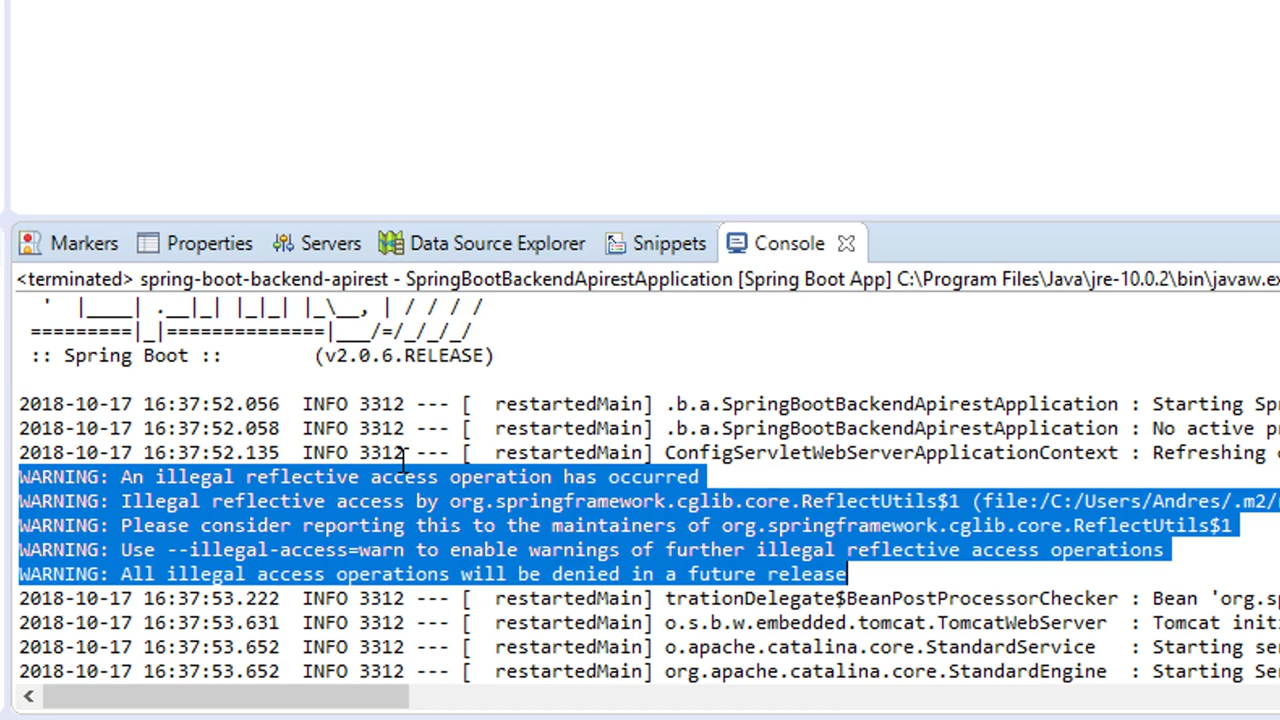 Markers Properties Servers Data Source Explorer Snippets Console
<terminated> spring-boot-backend-apirest - SpringBootBackendApirestApplication [Spring Boot App] C:\Program Files\Java\jre-10.0.2\bin\javaw.ex
'  |____| .__|_| |_|_| |_\__, | / / / /
=========|_|==============|___/=/_/_/_/
:: Spring Boot ::        (v2.0.6.RELEASE)
2018-10-17 16:37:52.056  INFO 3312 --- [  restartedMain] .b.a.SpringBootBackendApirestApplication : Starting Sp
2018-10-17 16:37:52.058  INFO 3312 --- [  restartedMain] .b.a.SpringBootBackendApirestApplication : No active p
2018-10-17 16:37:52.135  INFO 3312 --- [  restartedMain] ConfigServletWebServerApplicationContext : Refreshing
WARNING: An illegal reflective access operation has occurred
WARNING: Illegal reflective access by org.springframework.cglib.core.ReflectUtils$1 (file:/C:/Users/Andres/.m2/
WARNING: Please consider reporting this to the maintainers of org.springframework.cglib.core.ReflectUtils$1
WARNING: Use --illegal-access=warn to enable warnings of further illegal reflective access operations
WARNING: All illegal access operations will be denied in a future release
2018-10-17 16:37:53.222  INFO 3312 --- [  restartedMain] trationDelegate$BeanPostProcessorChecker : Bean 'org.sp
2018-10-17 16:37:53.631  INFO 3312 --- [  restartedMain] o.s.b.w.embedded.tomcat.TomcatWebServer  : Tomcat initi
2018-10-17 16:37:53.652  INFO 3312 --- [  restartedMain] o.apache.catalina.core.StandardService   : Starting ser
2018-10-17 16:37:53.652  INFO 3312 --- [  restartedMain] org.apache.catalina.core.StandardEngine  : Starting Ser